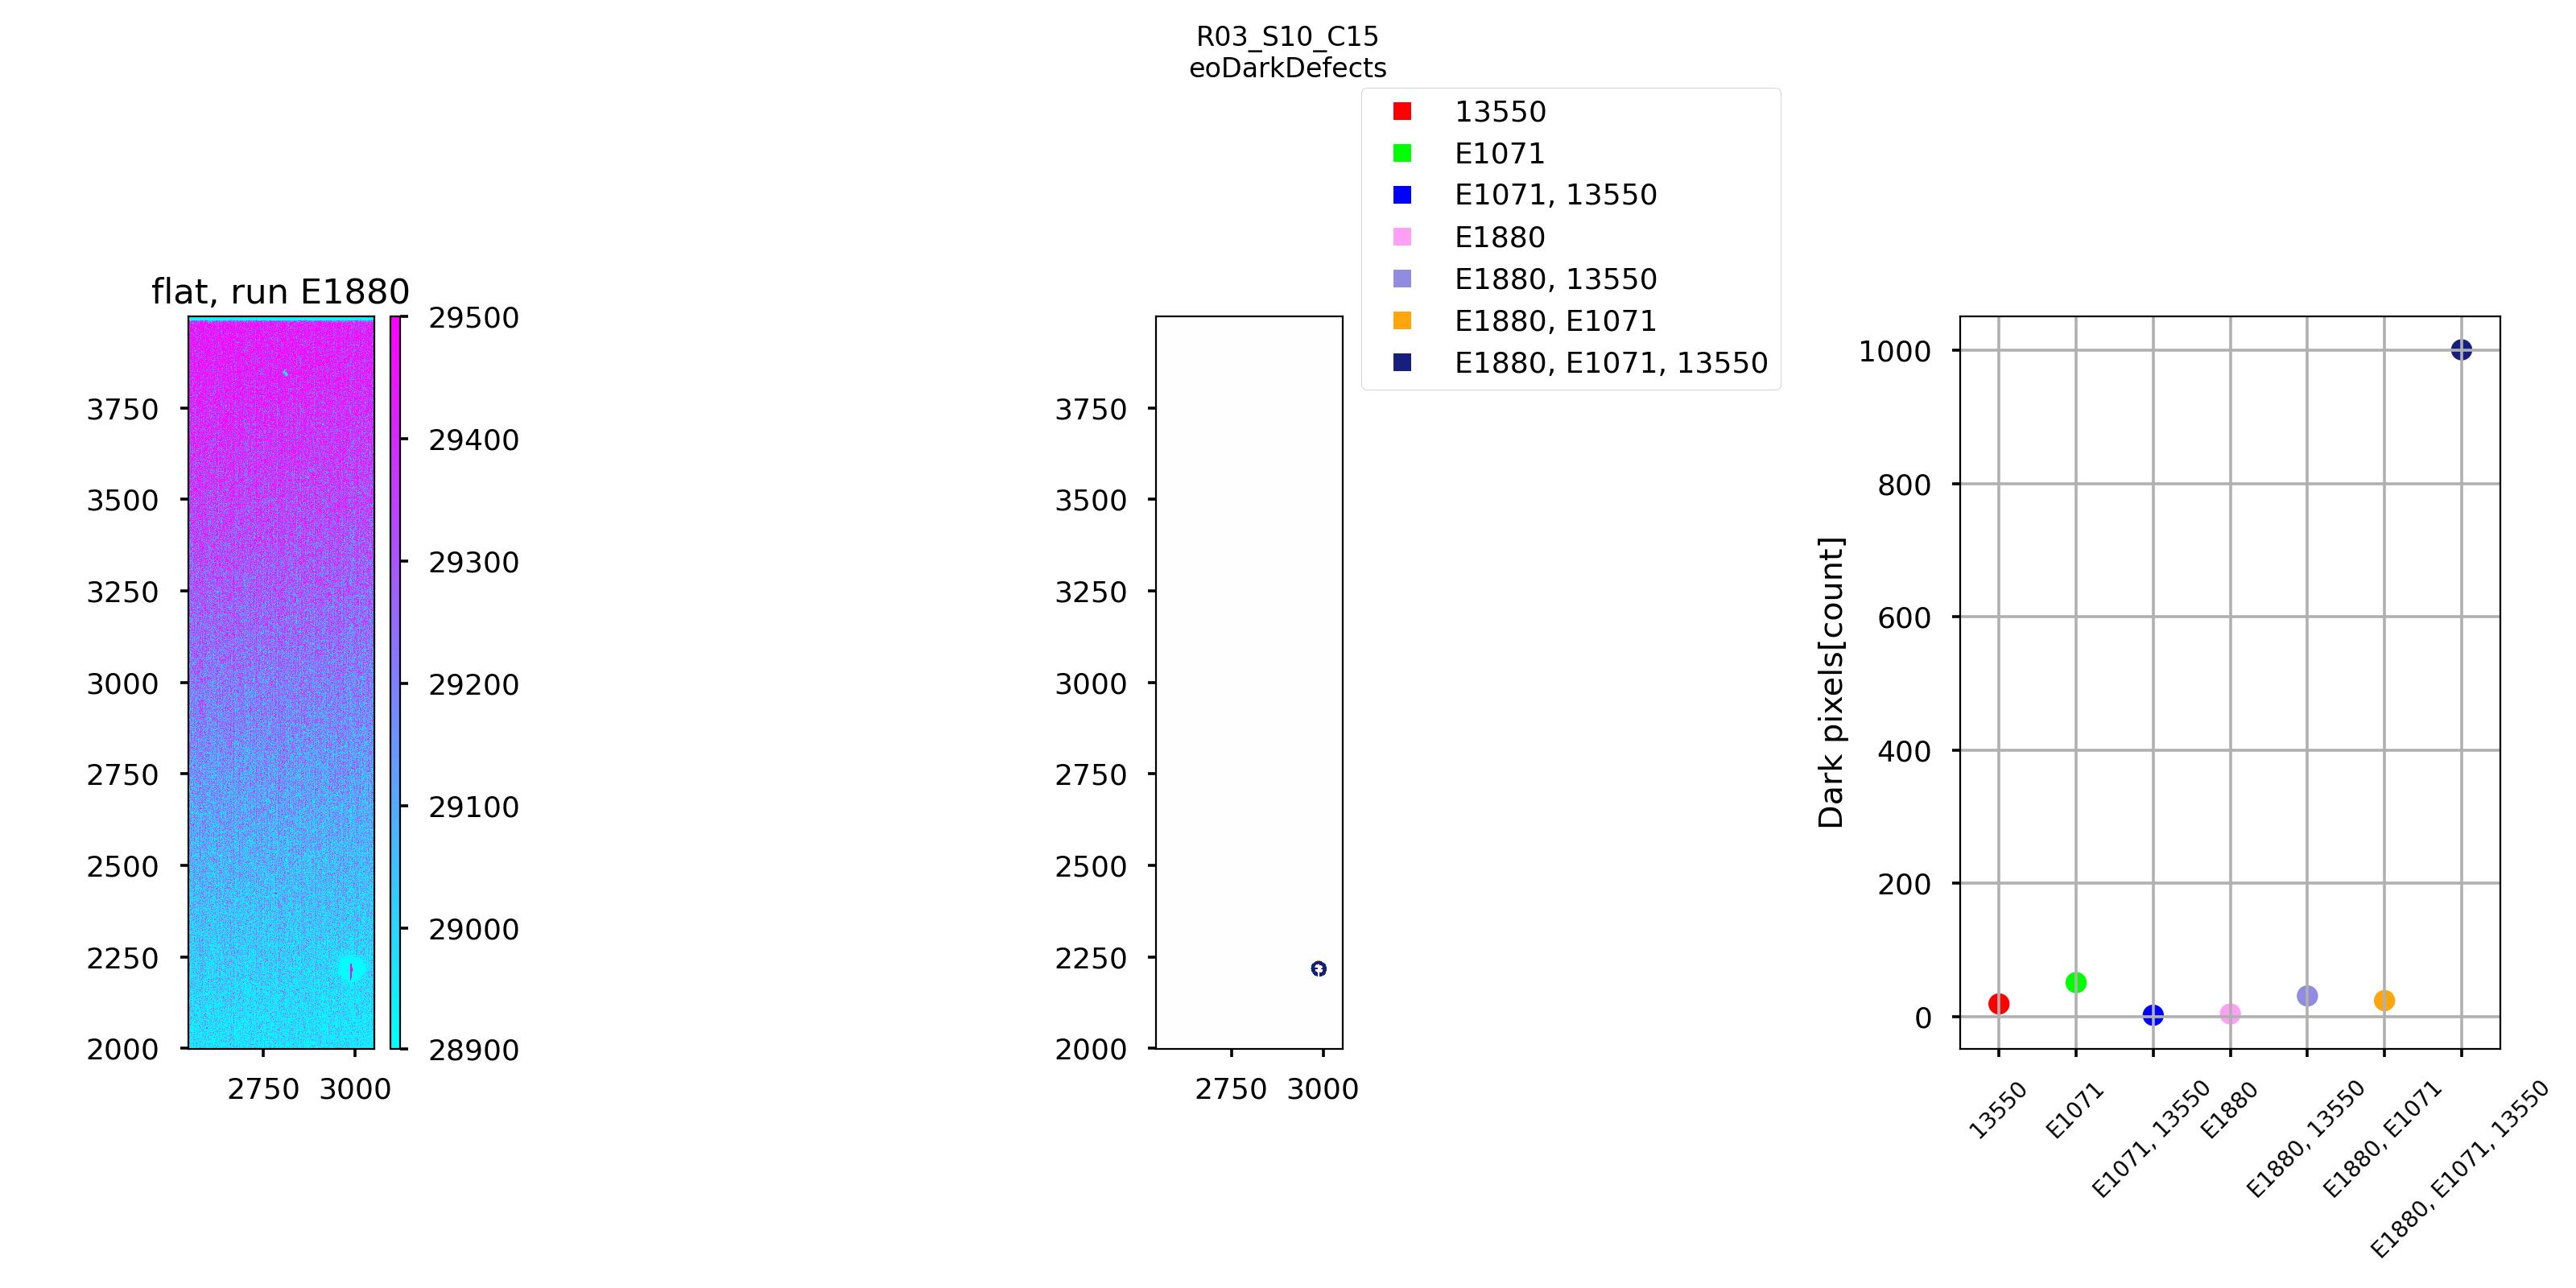 R03_S10_C15
eoDarkDefects
13550
E1071
E1071, 13550
E1880
E1880, 13550
E1880, E1071
E1880, E1071, 13550
flat, run E1880
3750
3500
3250
3000
2750
2500
2250
2000
2750 3000
29500
29400
29300
29200
29100
29000
28900
3750
3500
3250
3000
2750
2500
2250
2000
2750 3000
Dark pixels[count]
1000
800
600
400
200
0
13550
E1071
E1071, 13550
E1880
E1880, 13550
E1880, E1071
E1880, E1071, 13550